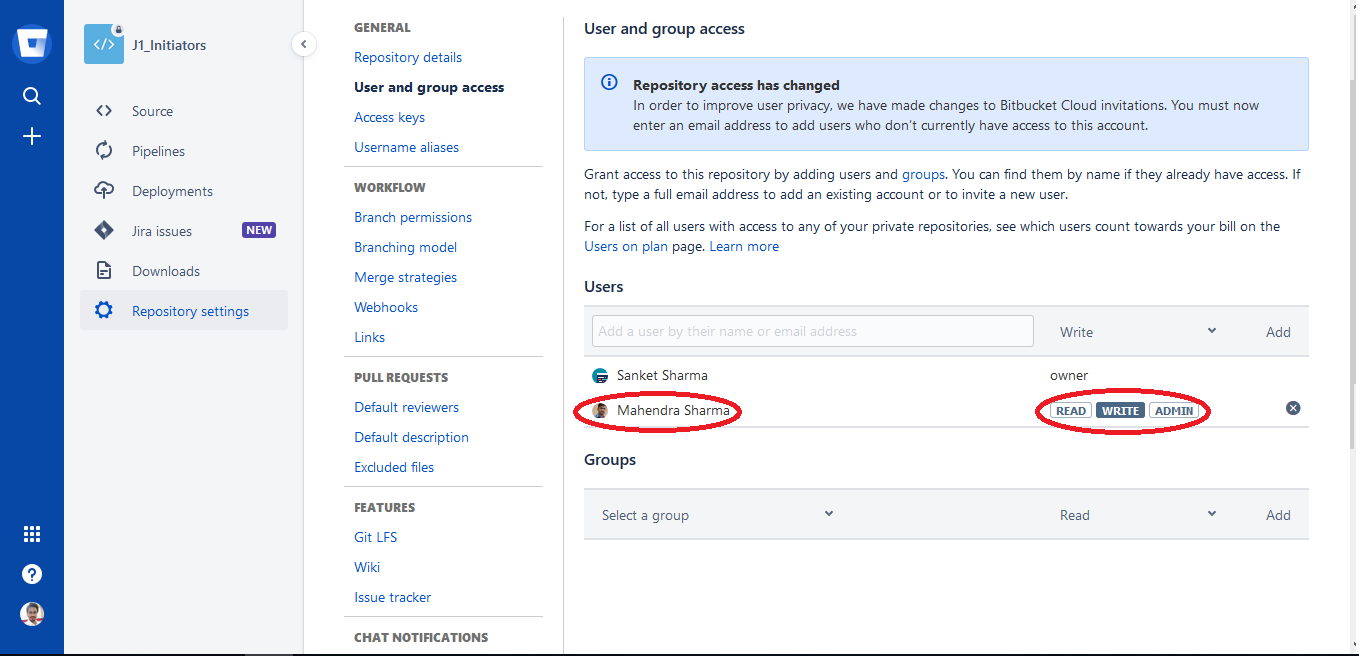 J1_Initiators
Source
Pipelines
Deployments
Jira issues NEW
Downloads
Repository settings
GENERAL
Repository details
User and group access
Access keys
Username aliases
WORKFLOW
Branch permissions
Branching model
Merge strategies
Webhooks
Links
PULL REQUESTS
Default reviewers
Default description
Excluded files
FEATURES
Git LFS
Wiki
Issue tracker
CHAT NOTIFICATIONS
User and group access
Repository access has changed
In order to improve user privacy, we have made changes to Bitbucket Cloud invitations. You must now
enter an email address to add users who don't currently have access to this account.
Grant access to this repository by adding users and groups. You can find them by name if they already have access. If
not, type a full email address to add an existing account or to invite a new user.
For a list of all users with access to any of your private repositories, see which users count towards your bill on the
Users on plan page. Learn more
Users
Add a user by their name or email address Write Add
Sanket Sharma owner
Mahendra Sharma READ WRITE ADMIN
Groups
Select a group Read Add